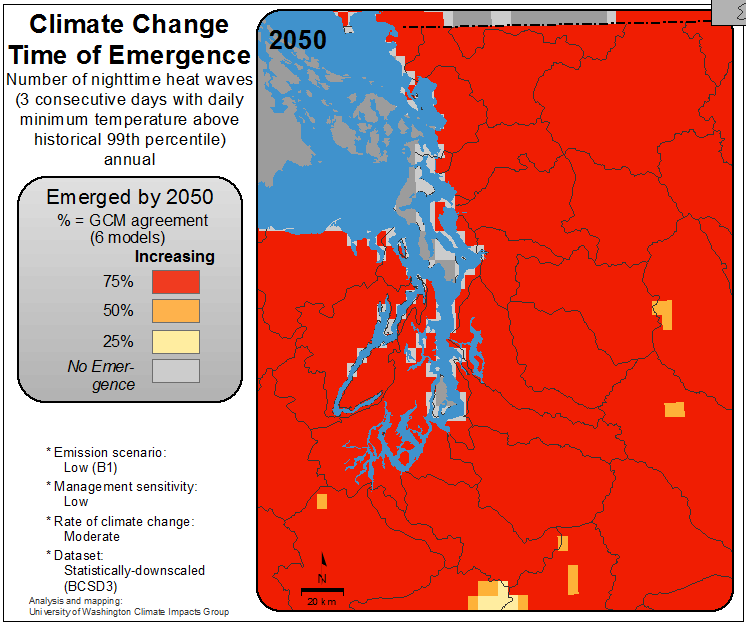 Climate Change
Time of Emergence
Number of nighttime heat waves
(3 consecutive days with daily
minimum temperature above
historical 99th percentile)
annual
Emerged by 2050
% = GCM agreement
(6 models)
Increasing
75%
50%
25%
No Emer-
gence
* Emission scenario:
Low (B1)
* Management sensitivity:
Low
* Rate of climate change:
Moderate
* Dataset:
Statistically-downscaled
(BCSD3)
Analysis and mapping:
University of Washington Climate Impacts Group
2050
N
20 km